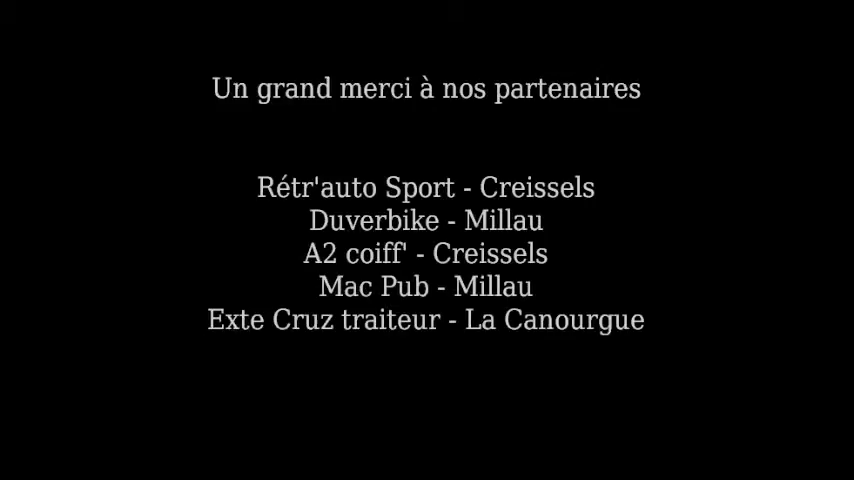 Un grand merci à nos partenaires
Rétr'auto Sport - Creissels
Duverbike - Millau
A2 coiff' - Creissels
Mac Pub - Millau
Exte Cruz traiteur - La Canourgue